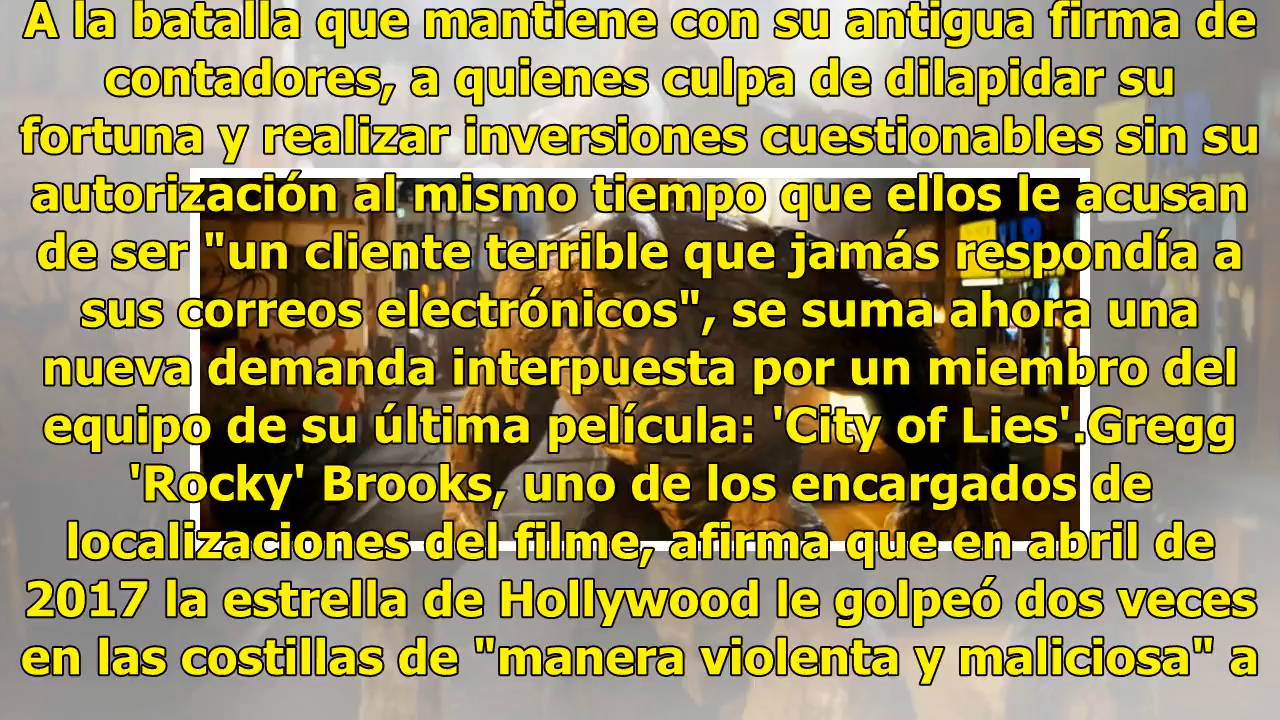 A la batalla que mantiene con su antigua firma de
contadores, a quienes culpa de dilapidar su
fortuna y realizar inversiones cuestionables sin su
autorización al mismo tiempo que ellos le acusan
de ser "un cliente terrible que jamás respondía a
sus correos electrónicos", se suma ahora una
nueva demanda interpuesta por un miembro del
equipo de su última película: 'City of Lies'.Gregg
'Rocky' Brooks, uno de los encargados de
localizaciones del filme, afirma que en abril de
2017 la estrella de Hollywood le golpeó dos veces
en las costillas de "manera violenta y maliciosa" a